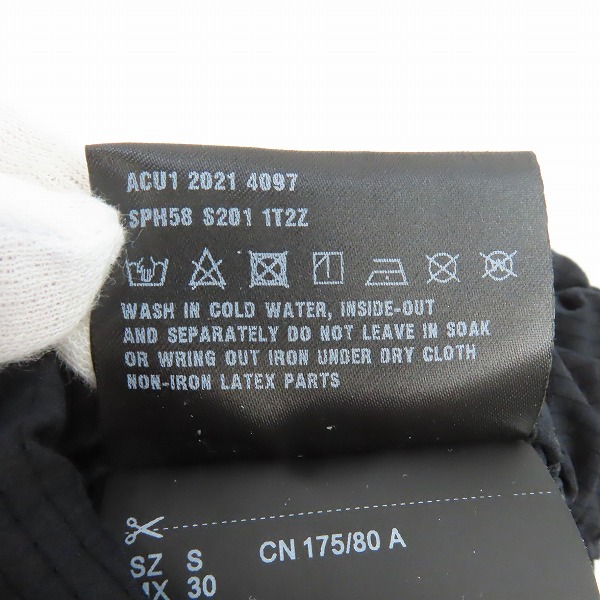 ACU1 2021 4097
SPH58 S201 1T2Z
WASH IN COLD WATER, INSIDE-OUT
AND SEPARATELY DO NOT LEAVE IN SOAK
OR WRING OUT IRON UNDER DRY CLOTH
NON-IRON LATEX PARTS
SZ S CN 175/80 A
30